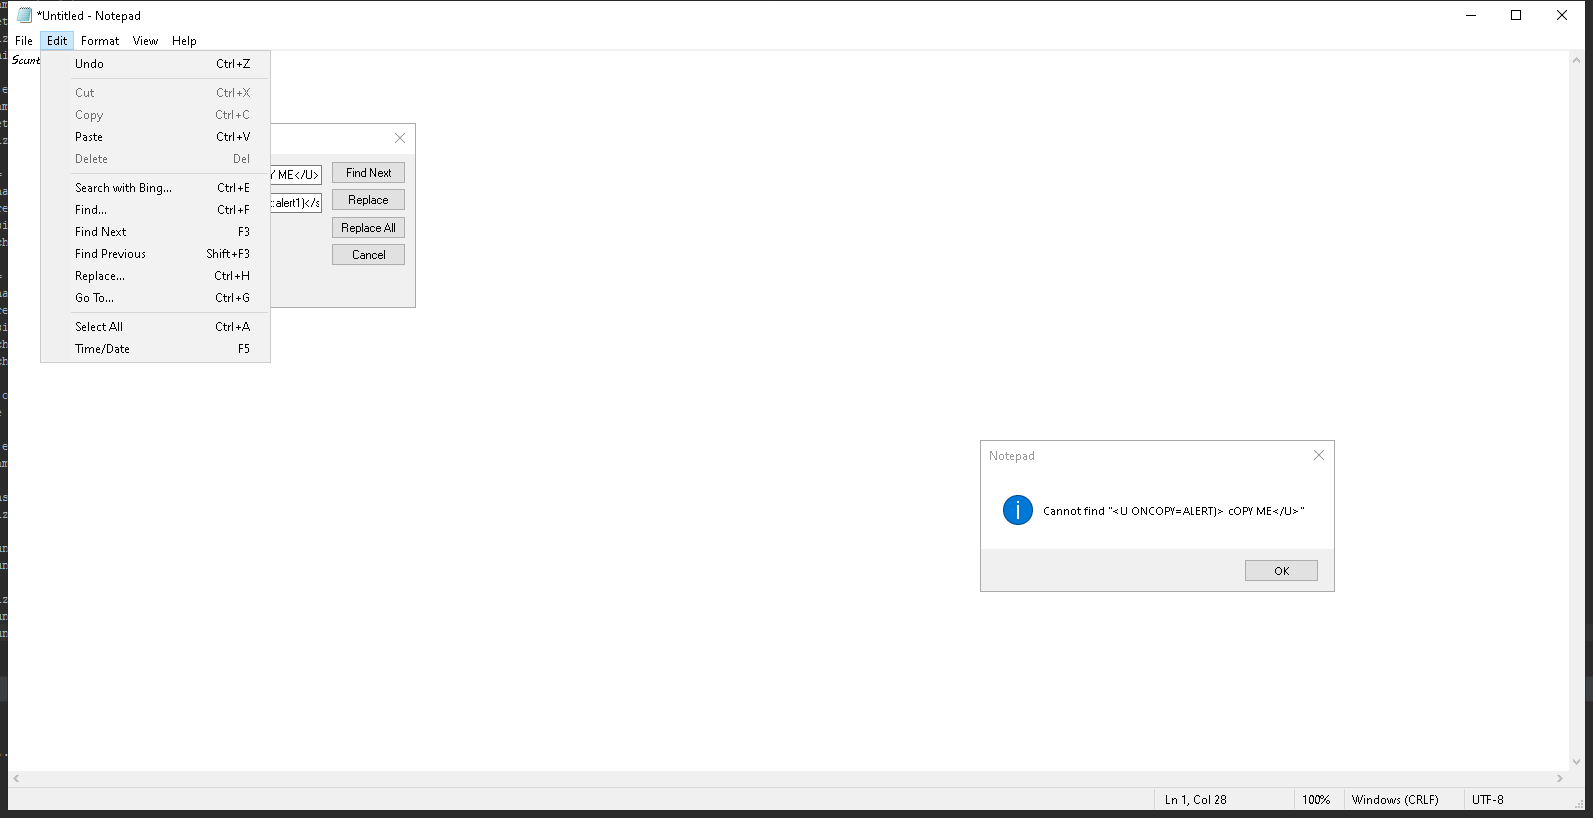 *Untitled - Notepad
File Edit Format View Help
Undo Ctrl+Z
Cut Ctrl+X
Copy Ctrl+C
Paste Ctrl+V
Delete Del
Search with Bing... Ctrl+E
Find... Ctrl+F
Find Next F3
Find Previous Shift+F3
Replace... Ctrl+H
Go To... Ctrl+G
Select All Ctrl+A
Time/Date F5
ME</U>
Find Next
:alert1)</s
Replace
Replace All
Cancel
Notepad
Cannot find "<U ONCOPY=ALERT)> cOPY ME</U>"
OK
Ln 1, Col 28 100% Windows (CRLF) UTF-8